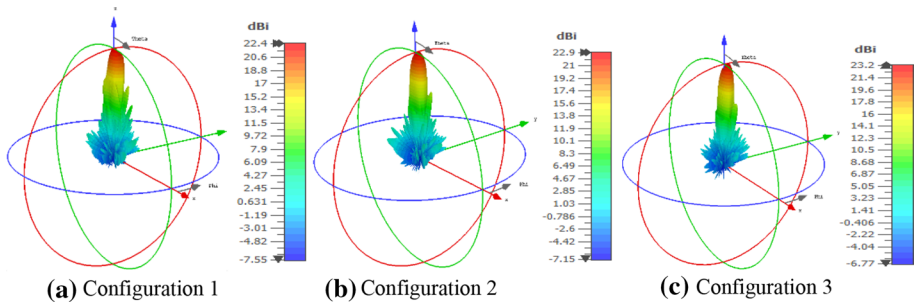 z
Theta
Phi
x
dBi
22.4
20.6
18.8
17
15.2
13.4
11.5
9.72
7.9
6.09
4.27
2.45
0.631
-1.19
-3.01
-4.82
-7.55
(a) Configuration 1
z
Theta
y
Phi
x
dBi
22.9
21
19.2
17.4
15.6
13.8
11.9
10.1
8.3
6.49
4.67
2.85
1.03
-0.786
-2.6
-4.42
-7.15
(b) Configuration 2
z
Theta
y
Phi
x
dBi
23.2
21.4
19.6
17.8
16
14.1
12.3
10.5
8.68
6.87
5.05
3.23
1.41
-0.406
-2.22
-4.04
-6.77
(c) Configuration 3